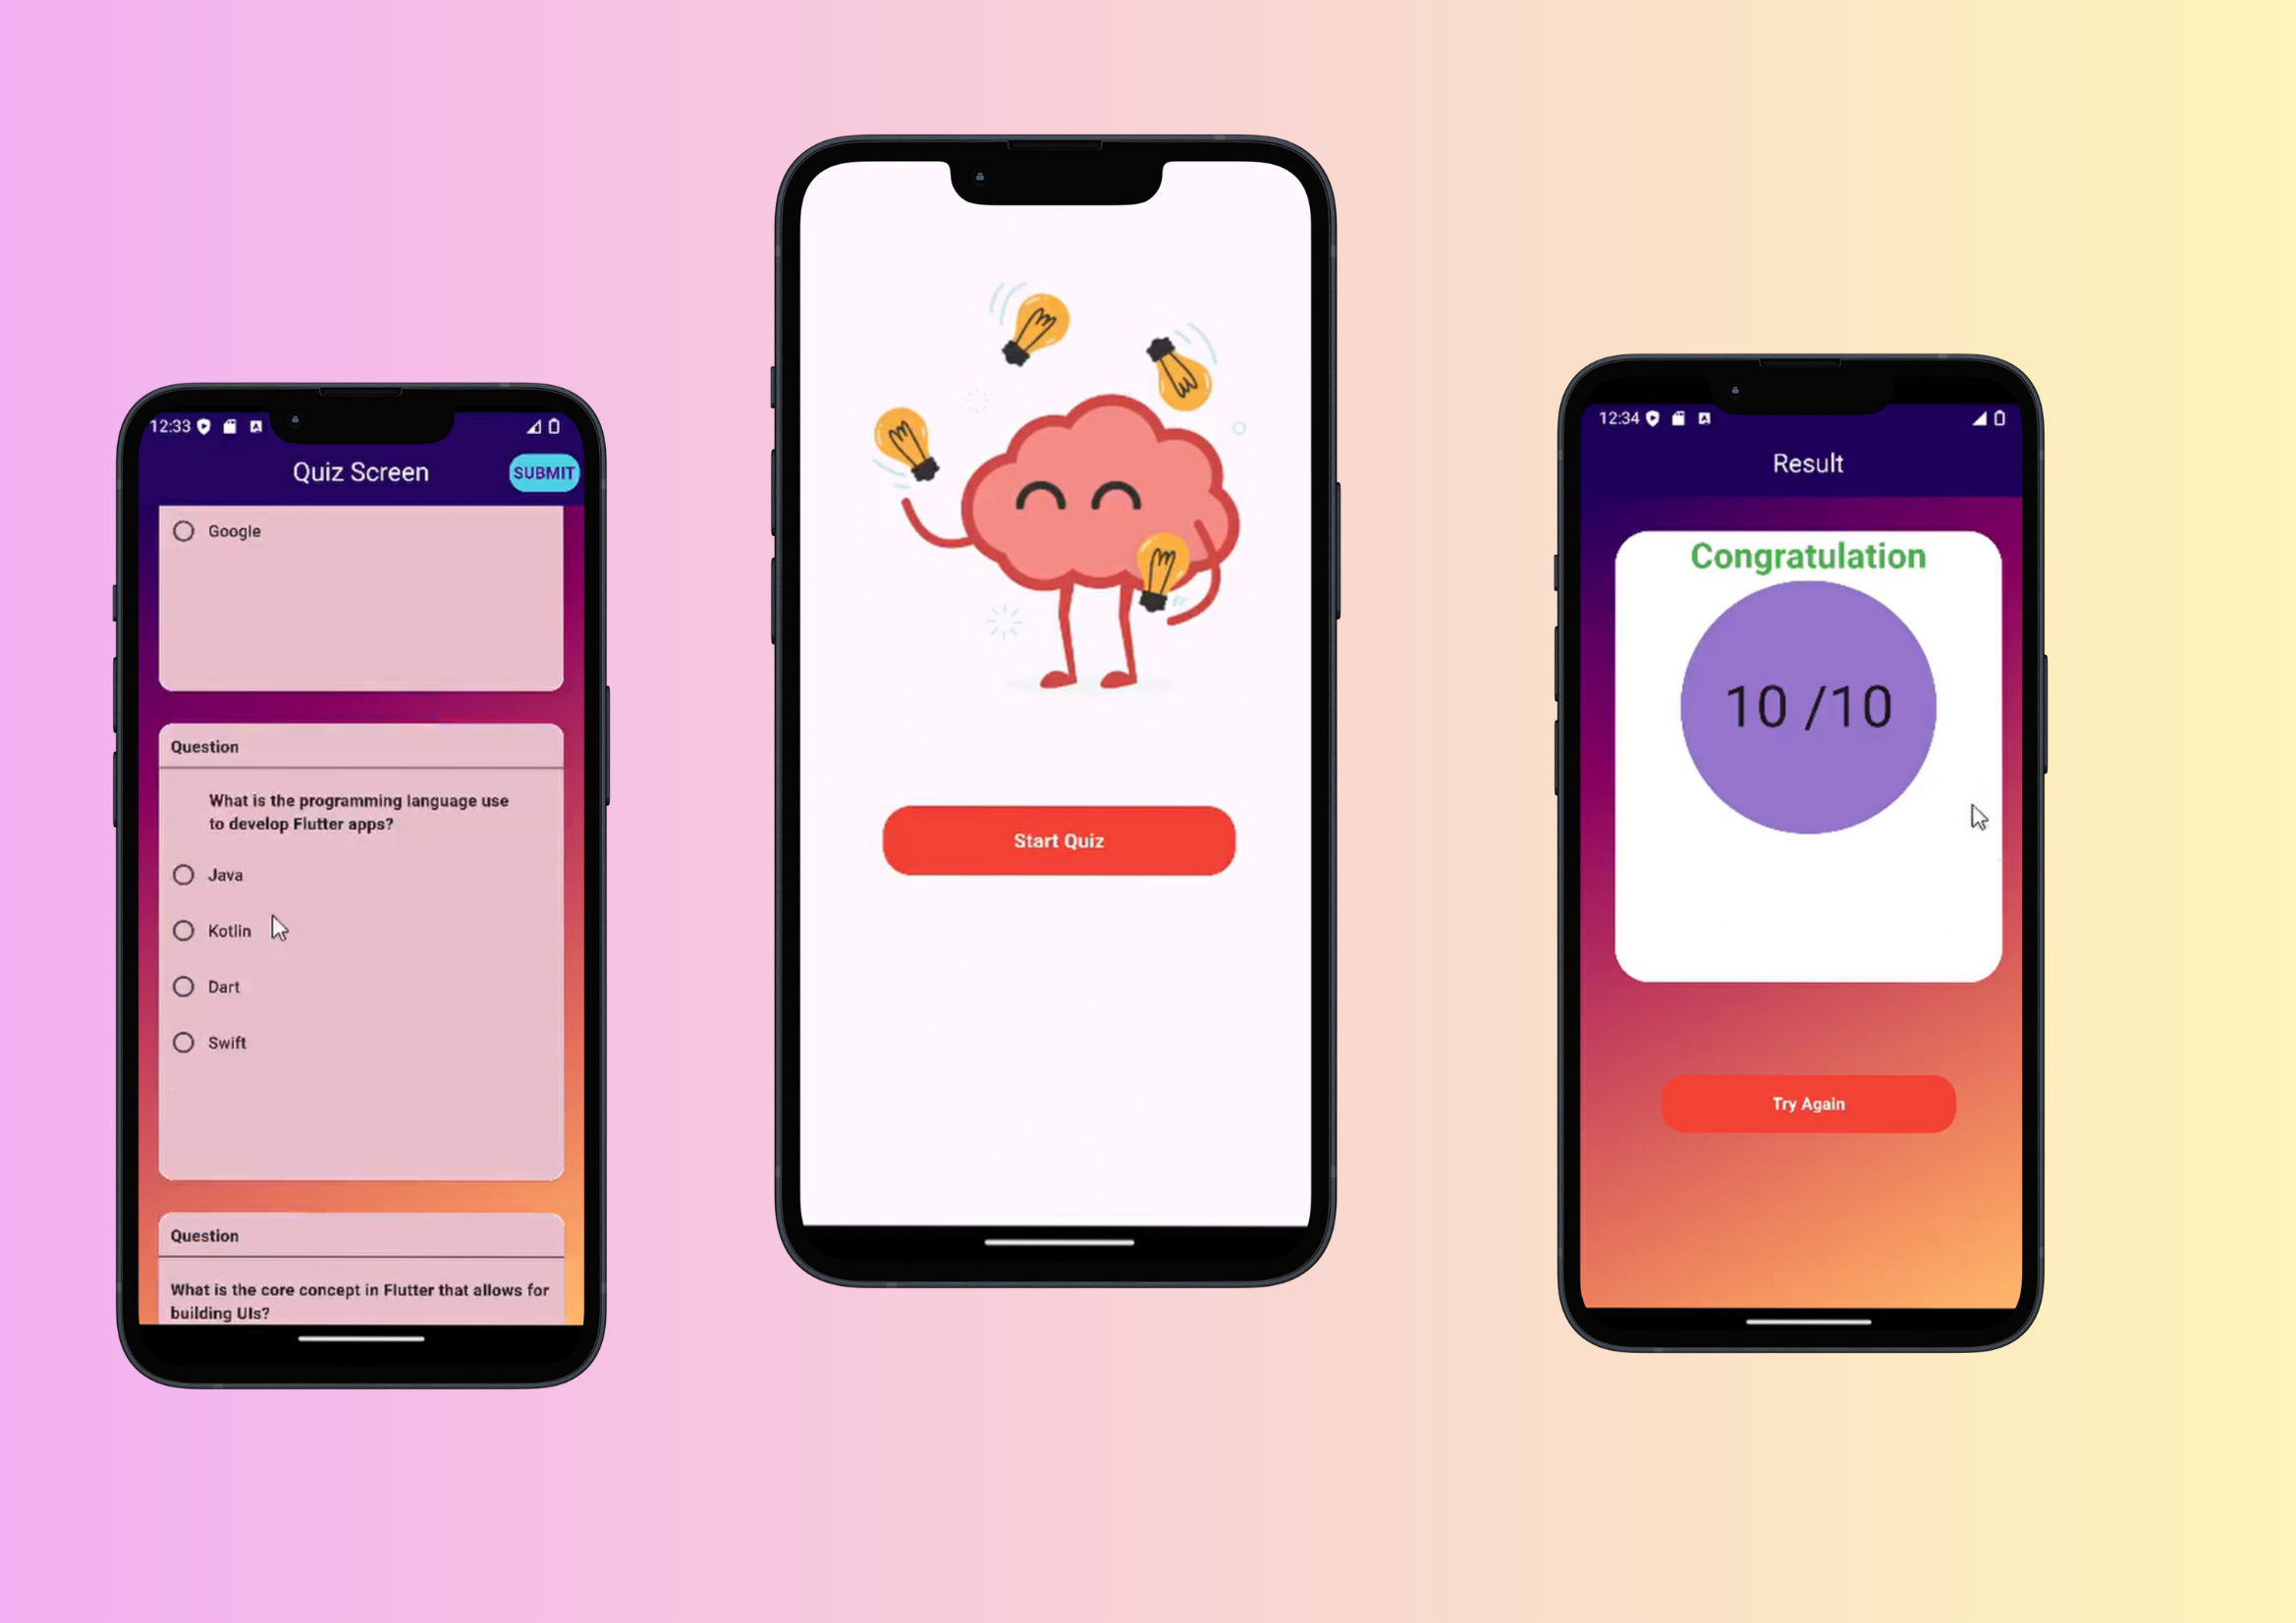 12:33
Quiz Screen
SUBMIT
Google
Question
What is the programming language use
to develop Flutter apps?
Java
Kotlin
Dart
Swift
Question
What is the core concept in Flutter that allows for
building UIs?
Start Quiz
12:34
Result
Congratulation
10 /10
Try Again